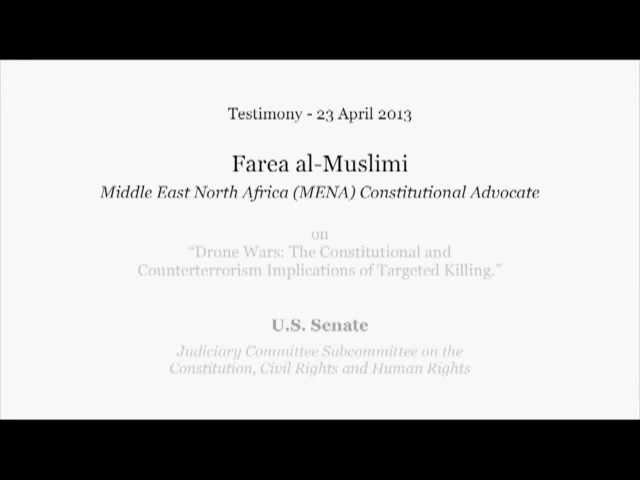 Testimony - 23 April 2013
Farea al-Muslimi
Middle East North Africa (MENA) Constitutional Advocate
on
“Drone Wars: The Constitutional and
Counterterrorism Implications of Targeted Killing.”
U.S. Senate
Judiciary Committee Subcommittee on the
Constitution, Civil Rights and Human Rights